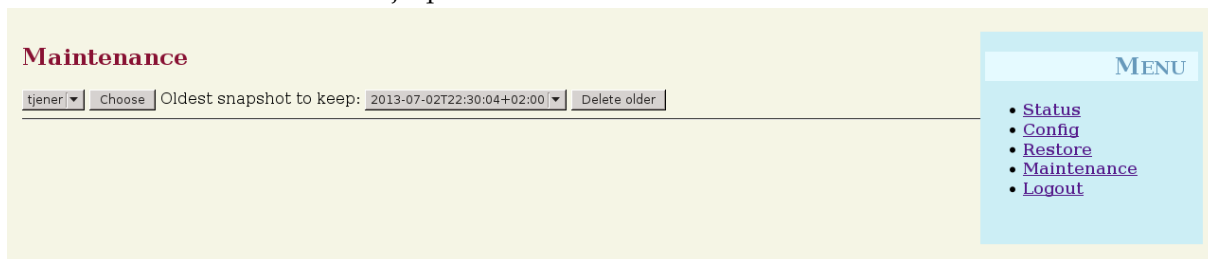 Maintenance
tjener Choose Oldest snapshot to keep: 2013-07-02T22:30:04+02:00 Delete older
MENU
Status
Config
Restore
Maintenance
Logout